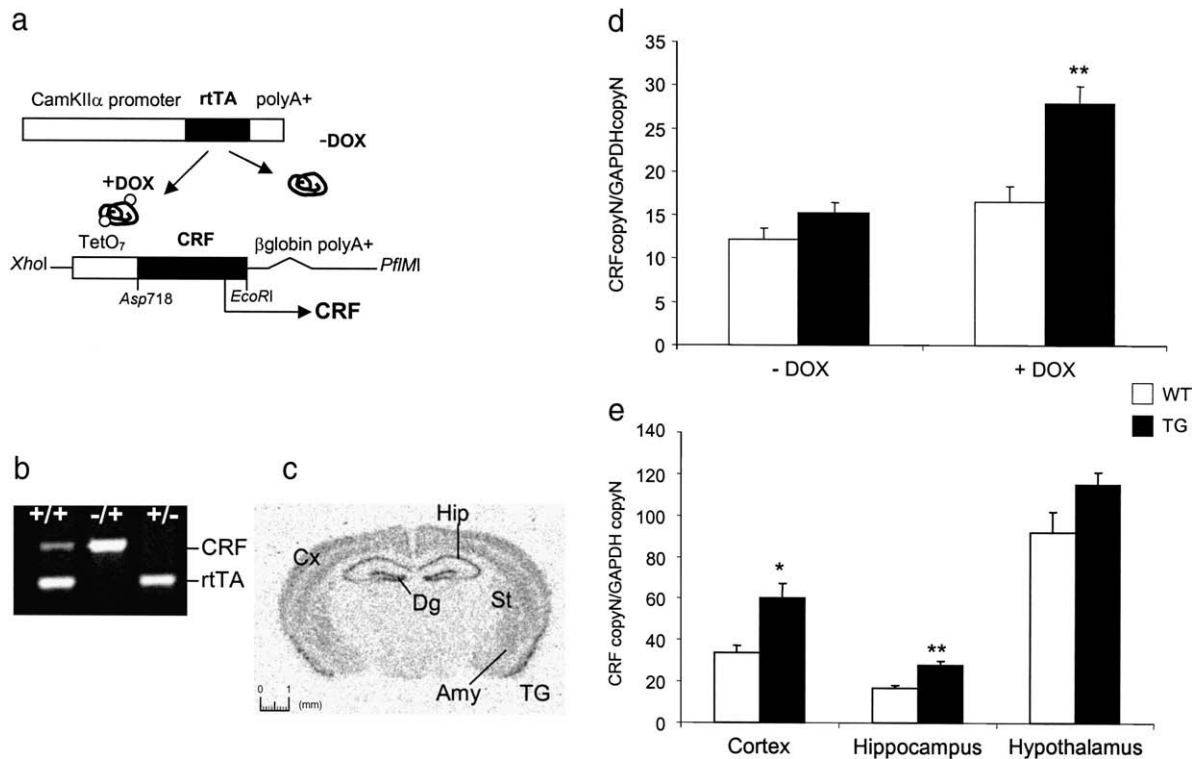 a
CamKIIα promoter rtTA polyA+
-DOX
+DOX
TetO₇ CRF βglobin polyA+
XhoI PflMI
Asp718 EcoRI
CRF
b
+/+ -/+ +/-
CRF
rtTA
c
Hip
Cx
Dg St
Amy TG
0 1 (mm)
d
CRFcopyN/GAPDHcopyN
35
30
25
20
15
10
5
0
**
- DOX + DOX
WT
TG
e
CRF copyN/GAPDH copyN
140
120
100
80
60
40
20
0
*
**
Cortex Hippocampus Hypothalamus